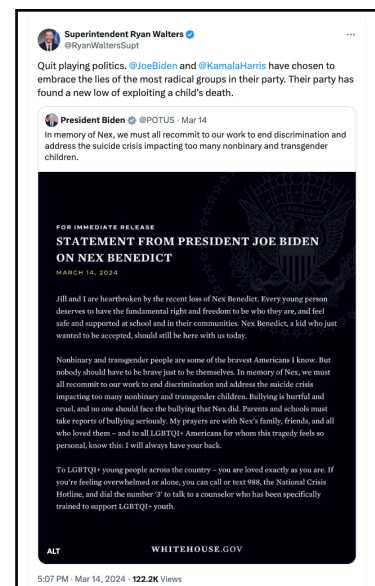 Superintendent Ryan Walters
@RyanWaltersSupt
Quit playing politics. @JoeBiden and @KamalaHarris have chosen to
embrace the lies of the most radical groups in their party. Their party has
found a new low of exploiting a child's death.
President Biden @POTUS · Mar 14
In memory of Nex, we must all recommit to our work to end discrimination and
address the suicide crisis impacting too many nonbinary and transgender
children.
FOR IMMEDIATE RELEASE
STATEMENT FROM PRESIDENT JOE BIDEN
ON NEX BENEDICT
MARCH 14, 2024
Jill and I are heartbroken by the recent loss of Nex Benedict. Every young person
deserves to have the fundamental right and freedom to be who they are, and feel
safe and supported at school and in their communities. Nex Benedict, a kid who just
wanted to be accepted, should still be here with us today.
Nonbinary and transgender people are some of the bravest Americans I know. But
nobody should have to be brave just to be themselves. In memory of Nex, we must
all recommit to our work to end discrimination and address the suicide crisis
impacting too many nonbinary and transgender children. Bullying is hurtful and
cruel, and no one should face the bullying that Nex did. Parents and schools must
take reports of bullying seriously. My prayers are with Nex's family, friends, and all
who loved them – and to all LGBTQI+ Americans for whom this tragedy feels so
personal, know this: I will always have your back.
To LGBTQI+ young people across the country – you are loved exactly as you are. If
you're feeling overwhelmed or alone, you can call or text 988, the National Crisis
Hotline, and dial the number '3' to talk to a counselor who has been specifically
trained to support LGBTQI+ youth.
ALT
WHITEHOUSE.GOV
5:07 PM · Mar 14, 2024 · 122.2K Views